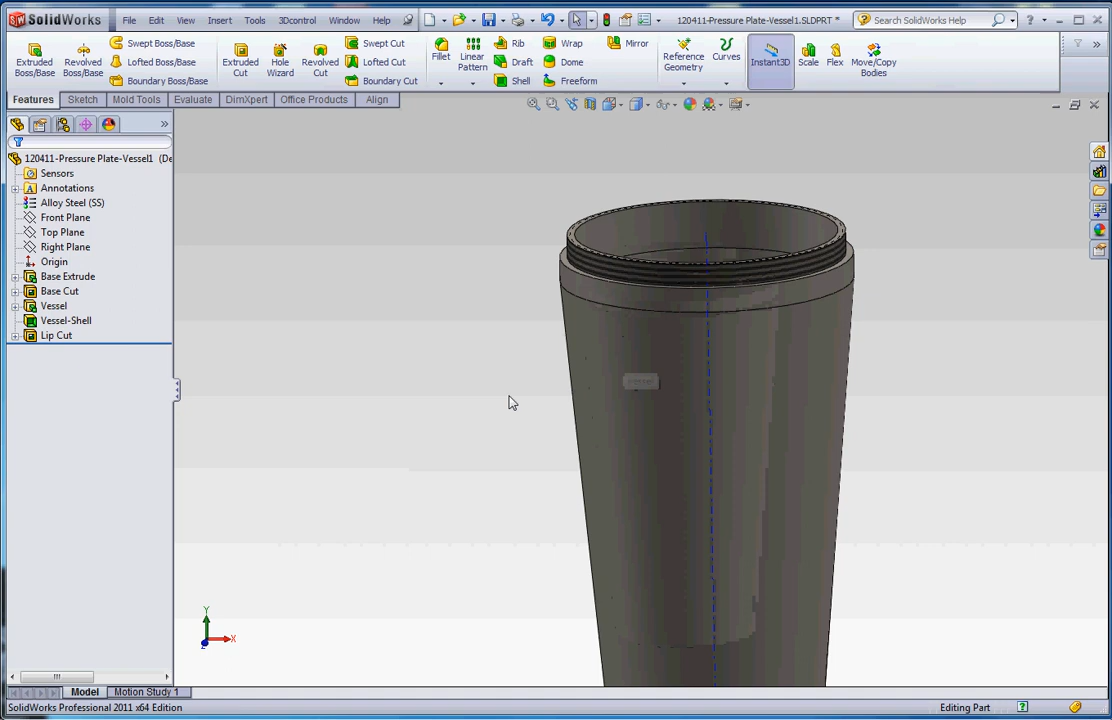 SolidWorks File Edit View Insert Tools 3Dcontrol Window Help 120411-Pressure Plate-Vessel1.SLDPRT * Search SolidWorks Help
Extruded Boss/Base
Revolved Boss/Base
Swept Boss/Base
Lofted Boss/Base
Boundary Boss/Base
Extruded Cut
Hole Wizard
Revolved Cut
Swept Cut
Lofted Cut
Boundary Cut
Fillet
Linear Pattern
Rib
Draft
Shell
Wrap
Dome
Freeform
Mirror
Reference Geometry
Curves
Instant3D
Scale
Flex
Move/Copy Bodies
Features Sketch Mold Tools Evaluate DimXpert Office Products Align
120411-Pressure Plate-Vessel1 (De
Sensors
Annotations
Alloy Steel (SS)
Front Plane
Top Plane
Right Plane
Origin
Base Extrude
Base Cut
Vessel
Vessel-Shell
Lip Cut
Y
X
Z
Model Motion Study 1
SolidWorks Professional 2011 x64 Edition Editing Part